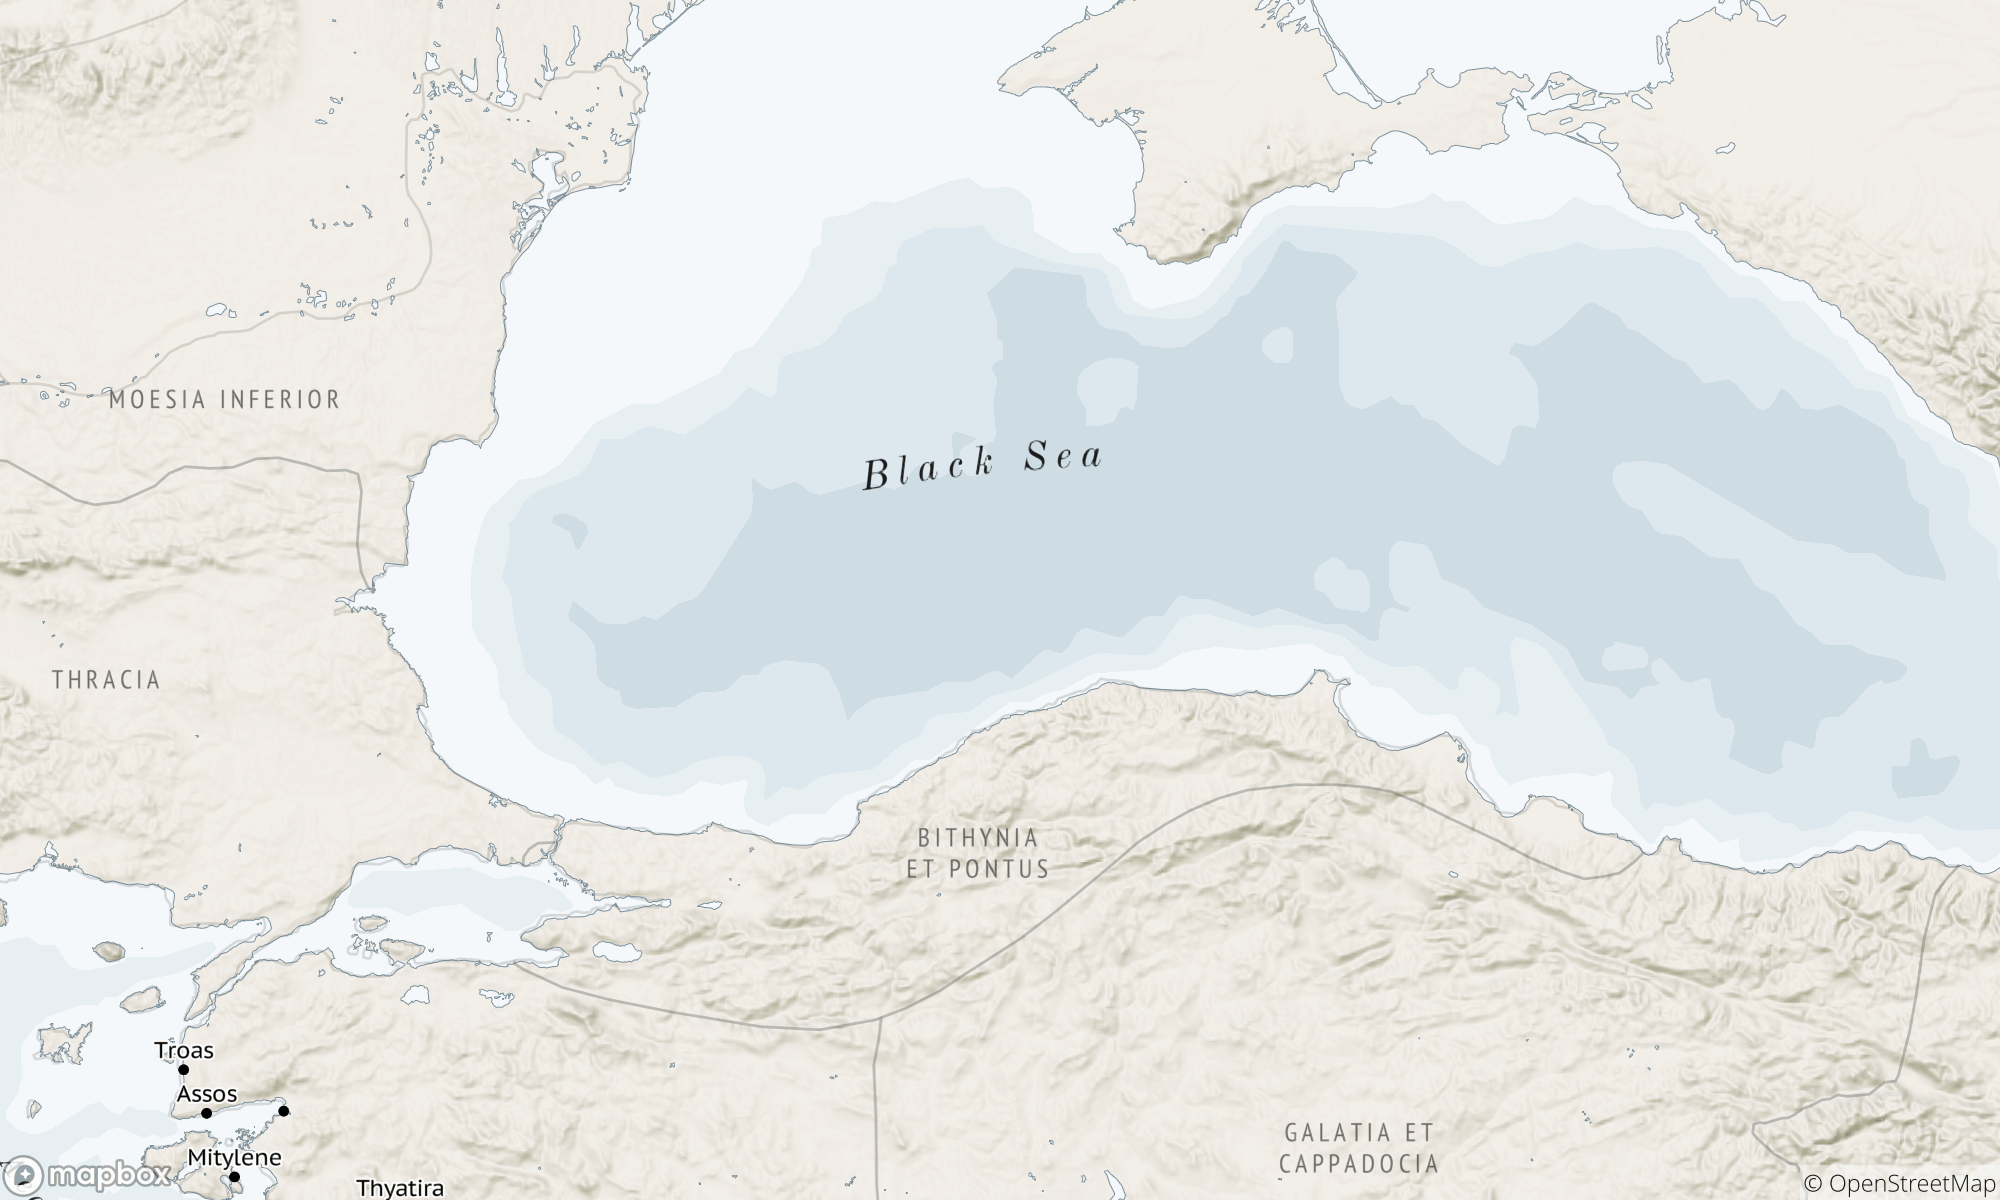 MOESIA INFERIOR
Black Sea
THRACIA
BITHYNIA
ET PONTUS
Troas
Assos
GALATIA ET
CAPPADOCIA
Mitylene
Thyatira
mapbox
© OpenStreetMap